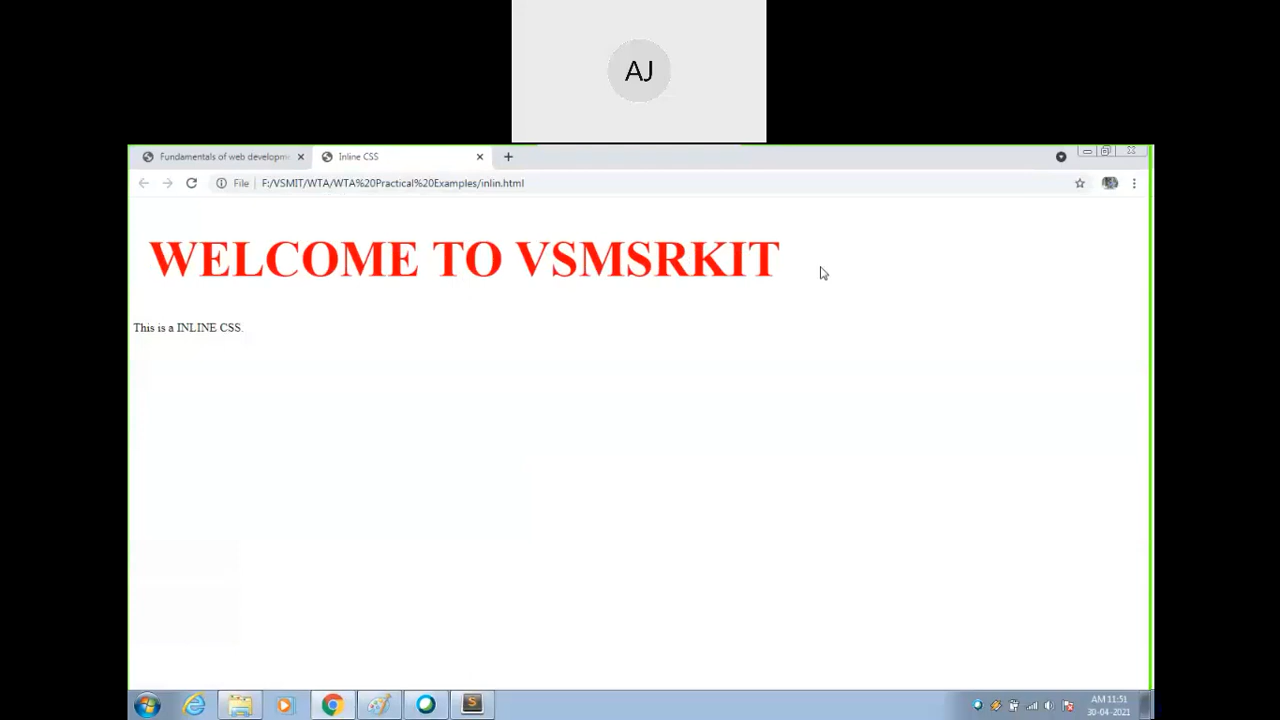 AJ
Fundamentals of web developme
Inline CSS
File F:/VSMIT/WTA/WTA%20Practical%20Examples/inlin.html
WELCOME TO VSMSRKIT
This is a INLINE CSS.
AM 11:51
30-04-2021